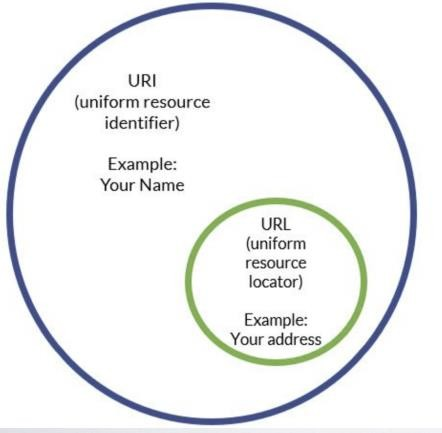 URI
(uniform resource
identifier)
Example:
Your Name
URL
(uniform
resource
locator)
Example:
Your address